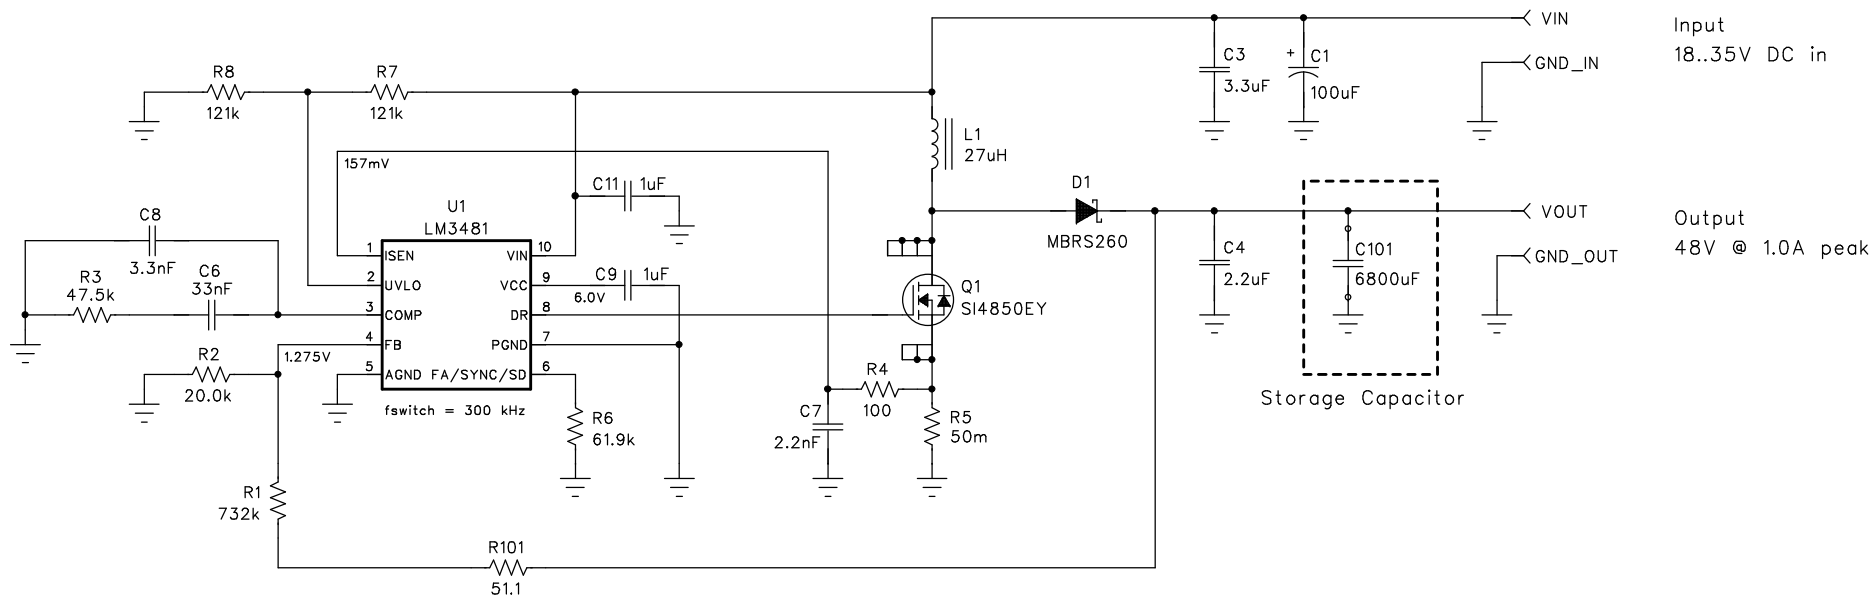 VIN
Input
18..35V DC in
GND_IN
C3
3.3uF
+
C1
100uF
R8
121k
R7
121k
L1
27uH
157mV
C11
1uF
U1
LM3481
D1
MBRS260
VOUT
Output
48V @ 1.0A peak
GND_OUT
C4
2.2uF
C101
6800uF
Storage Capacitor
C8
3.3nF
R3
47.5k
C6
33nF
1
ISEN
2
UVLO
3
COMP
4
FB
5
AGND
FA/SYNC/SD
6
PGND
7
DR
8
VCC
9
VIN
10
C9
1uF
6.0V
Q1
SI4850EY
R2
20.0k
1.275V
fswitch = 300 kHz
R6
61.9k
R4
100
C7
2.2nF
R5
50m
R1
732k
R101
51.1